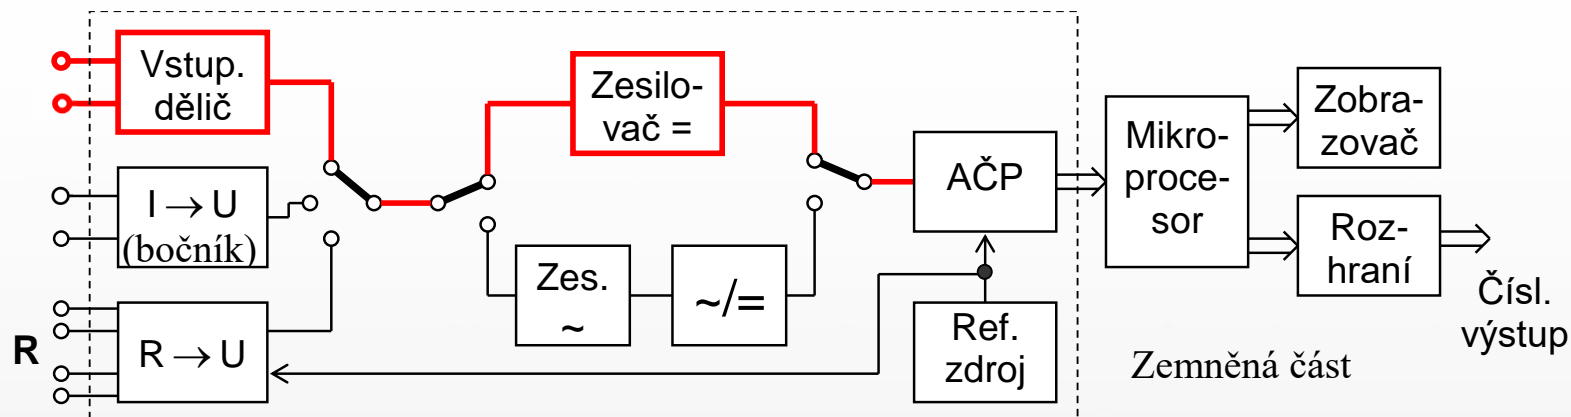 Vstup.
dělič
Zesilo-
vač =
Mikro-
proce-
sor
Zobra-
zovač
AČP
I → U
(bočník)
Roz-
hraní
Zes.
~
~/=
Čísl.
výstup
R
R → U
Ref.
zdroj
Zemněná část